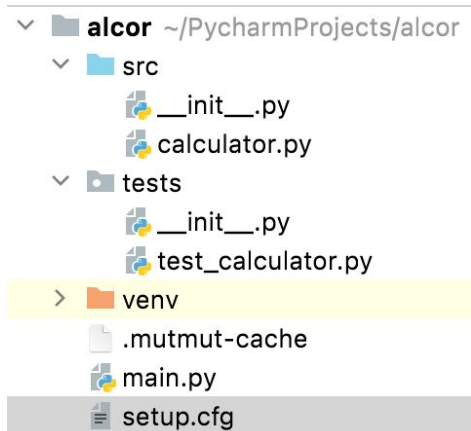 alcor ~/PycharmProjects/alcor
src
__init__.py
calculator.py
tests
__init__.py
test_calculator.py
venv
.mutmut-cache
main.py
setup.cfg